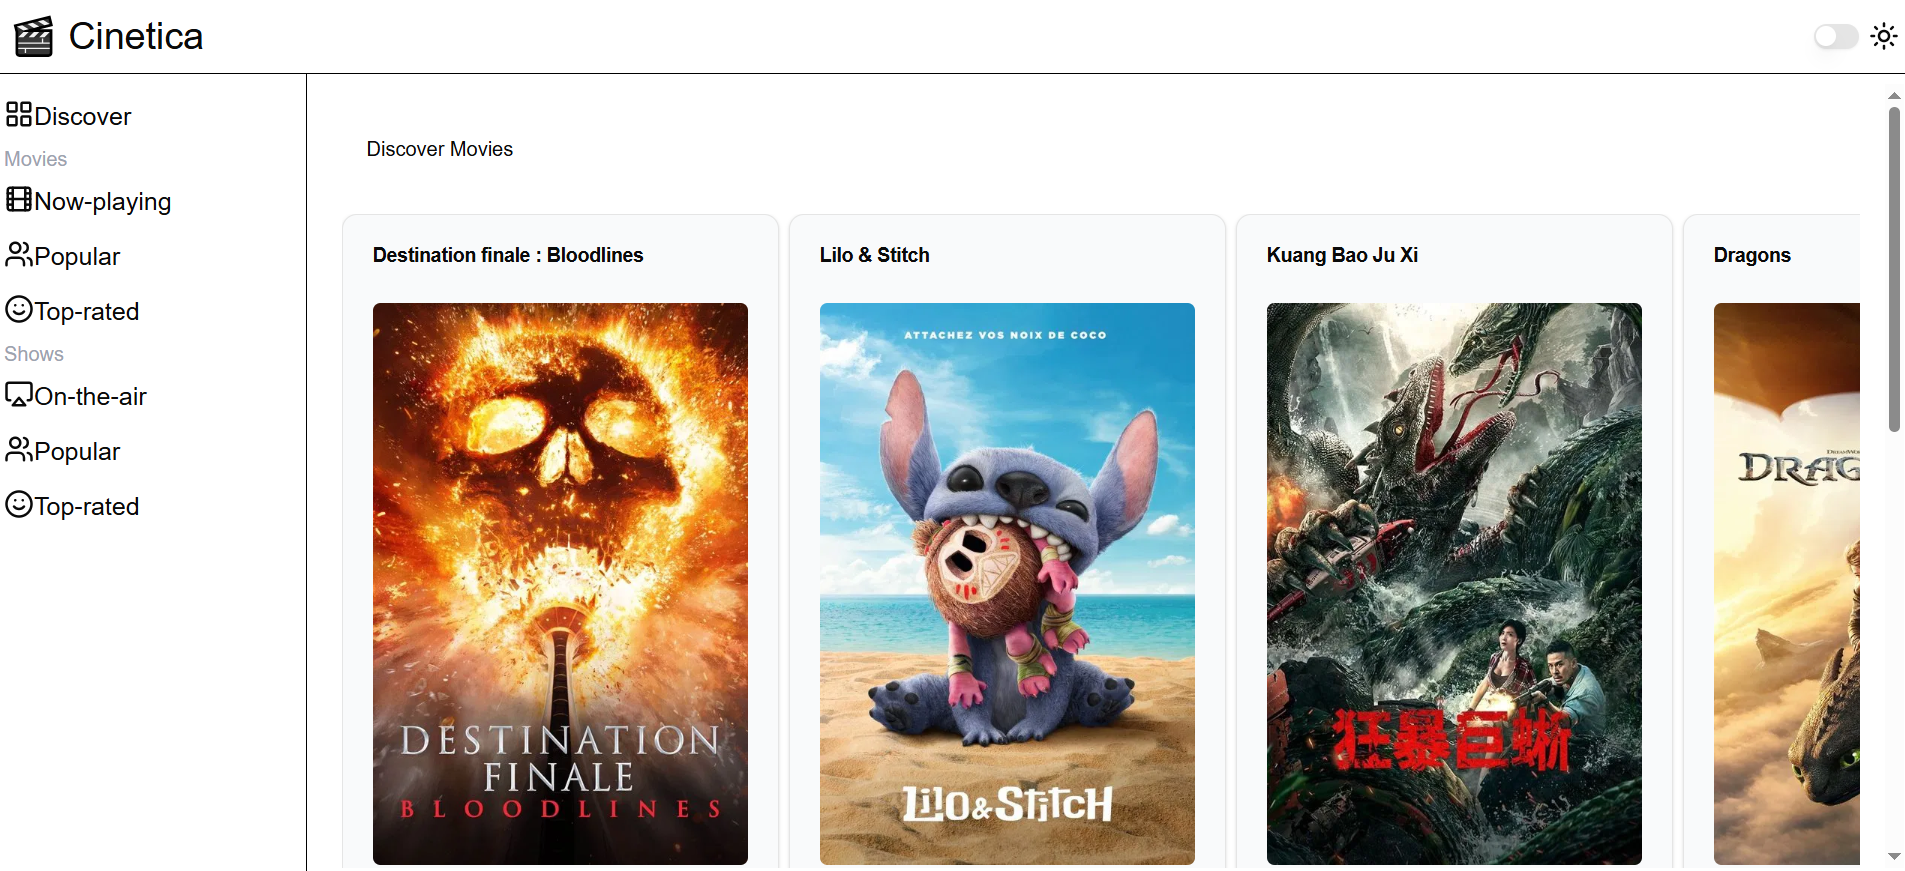 Cinetica
Discover
Movies
Now-playing
Popular
Top-rated
Shows
On-the-air
Popular
Top-rated
Discover Movies
Destination finale : Bloodlines
DESTINATION
FINALE
BLOODLINES
Lilo & Stitch
ATTACHEZ VOS NOIX DE COCO
LiLO & StitcH
Kuang Bao Ju Xi
狂暴巨蜥
Dragons
DRAG